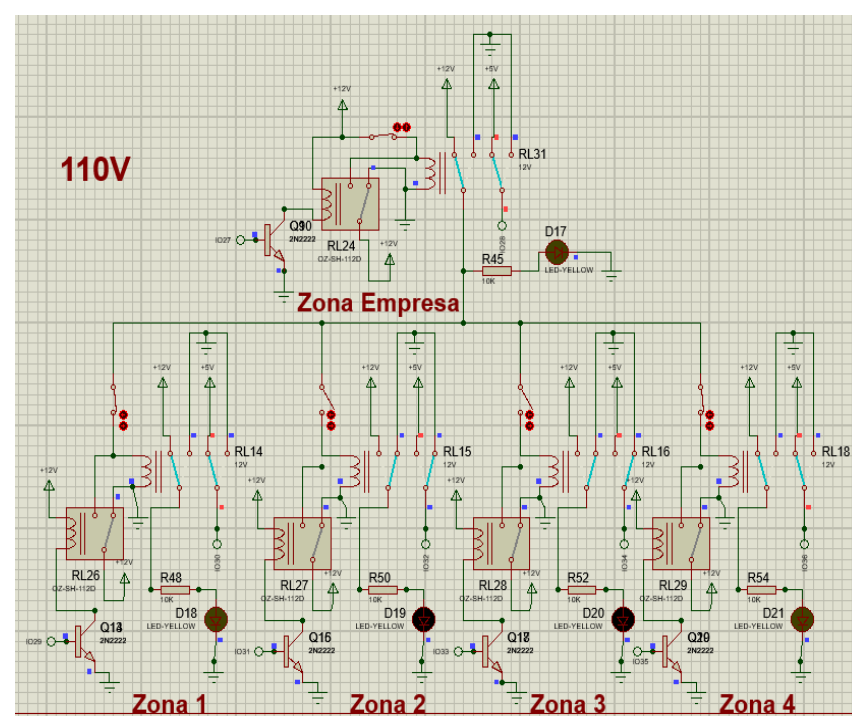 +12V
+5V
+12V
110V
RL31
12V
IO27
2N2222
RL24
OZ-SH-112D
+12V
IO28
D17
LED-YELLOW
R45
10K
Zona Empresa
+12V
+5V
+12V
+5V
+12V
+5V
+12V
+5V
RL14
12V
RL15
12V
RL16
12V
RL18
12V
+12V
+12V
+12V
+12V
IO30
IO32
IO34
IO36
RL26
OZ-SH-112D
+12V
RL27
OZ-SH-112D
+12V
RL28
OZ-SH-112D
+12V
RL29
OZ-SH-112D
+12V
R48
10K
R50
10K
R52
10K
R54
10K
D18
LED-YELLOW
D19
LED-YELLOW
D20
LED-YELLOW
D21
LED-YELLOW
IO29
2N2222
IO31
2N2222
IO33
2N2222
IO35
2N2222
Zona 1
Zona 2
Zona 3
Zona 4